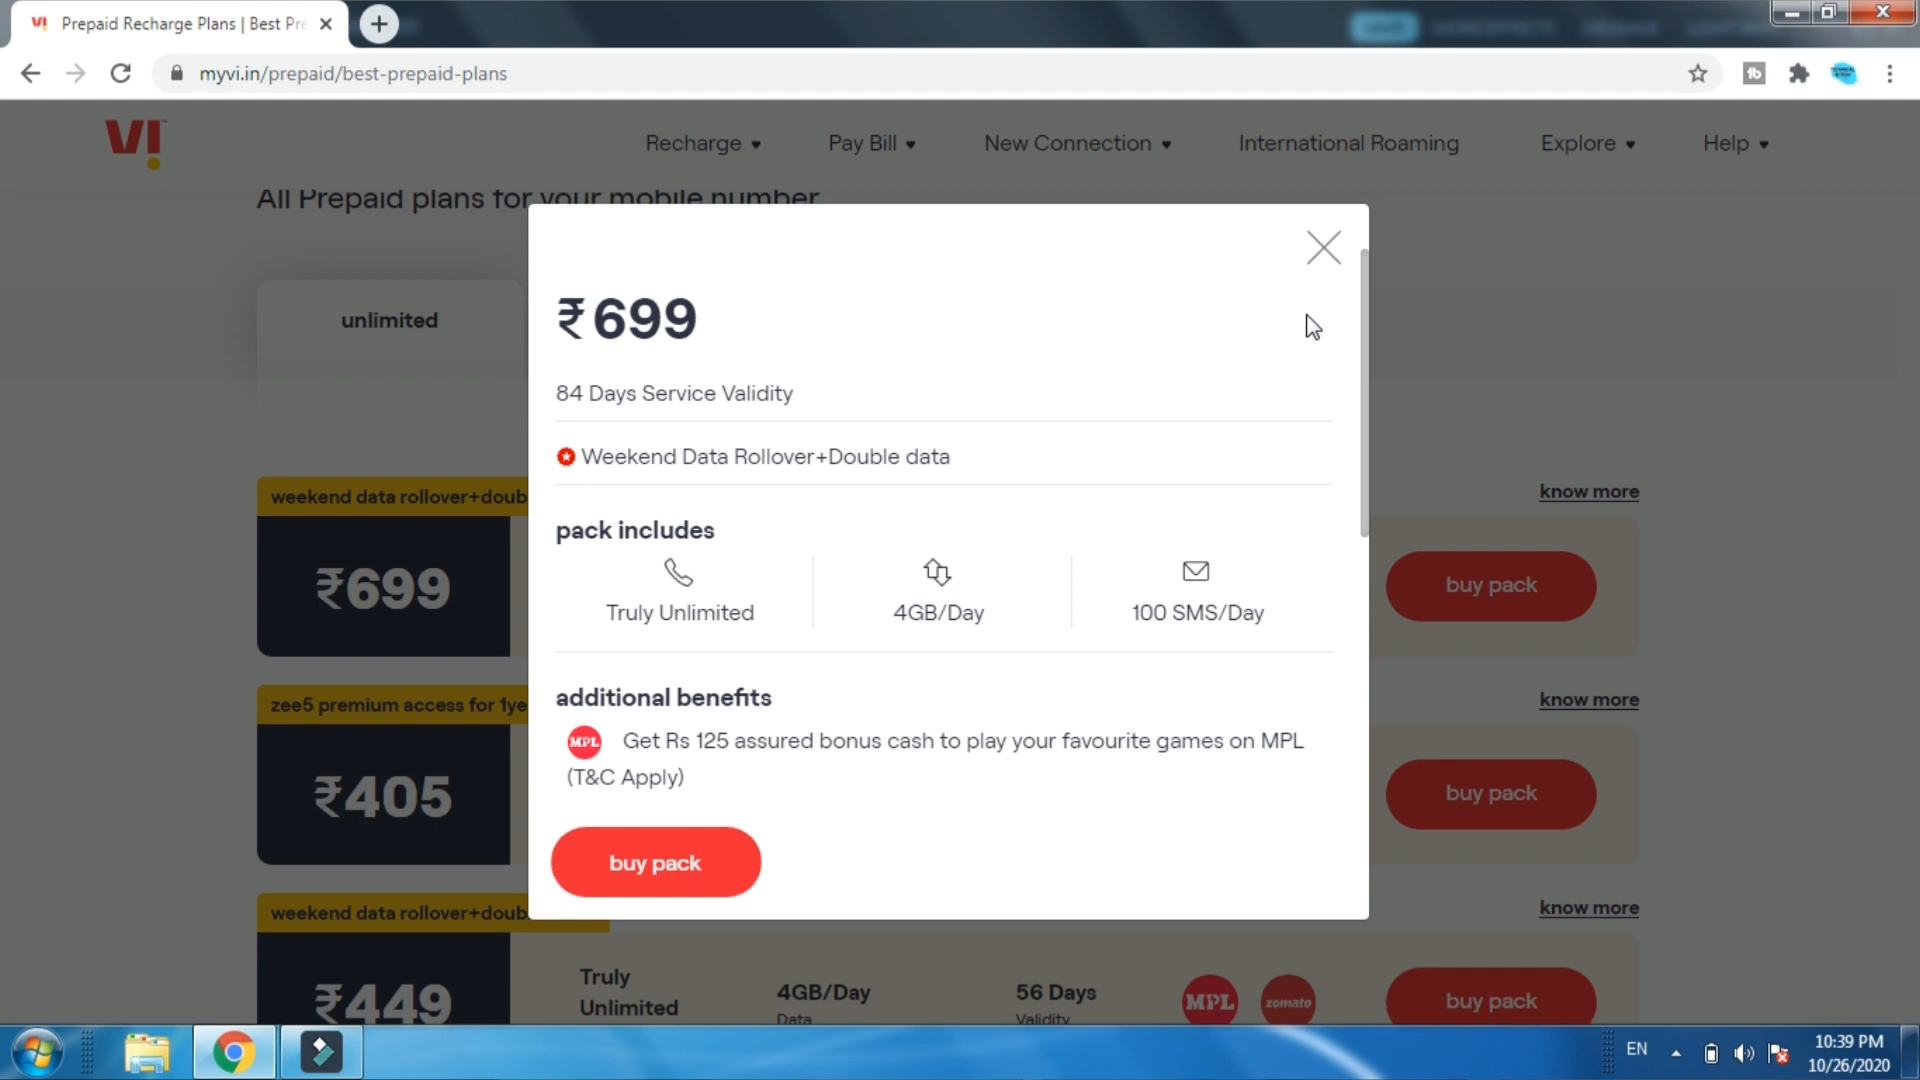 Prepaid Recharge Plans | Best Pre
myvi.in/prepaid/best-prepaid-plans
VI
Recharge
Pay Bill
New Connection
International Roaming
Explore
Help
All Prepaid plans for your mobile number
unlimited
₹699
84 Days Service Validity
Weekend Data Rollover+Double data
pack includes
Truly Unlimited
4GB/Day
100 SMS/Day
additional benefits
MPL Get Rs 125 assured bonus cash to play your favourite games on MPL
(T&C Apply)
buy pack
weekend data rollover+doub
know more
₹699
buy pack
zee5 premium access for 1ye
know more
₹405
buy pack
weekend data rollover+doub
know more
₹449
Truly
Unlimited
4GB/Day
Data
56 Days
Validity
MPL
zomato
buy pack
EN
10:39 PM
10/26/2020